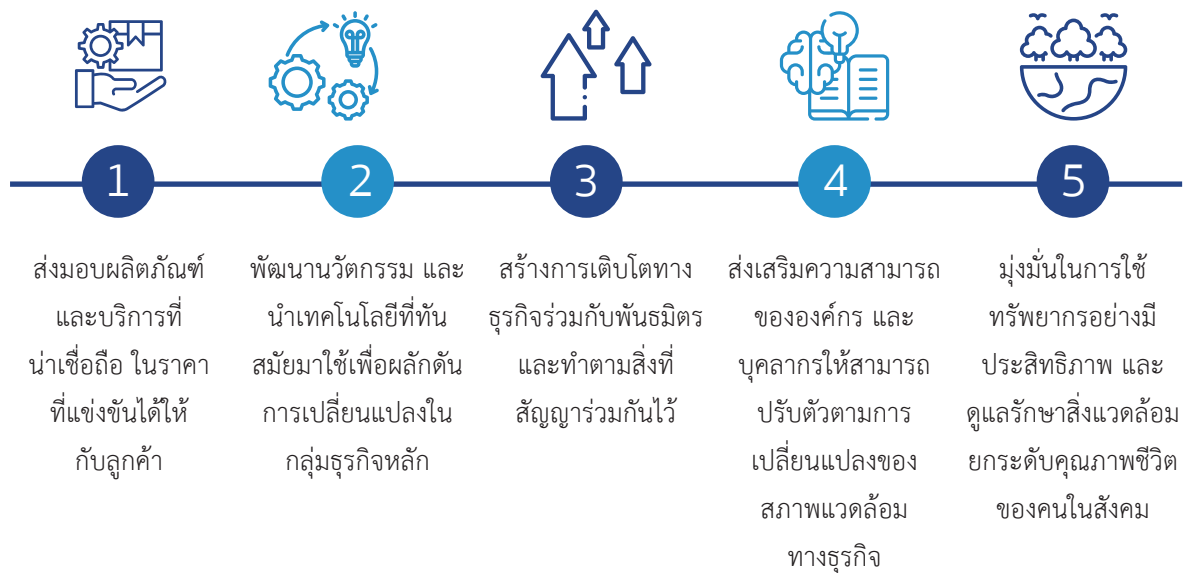 1
ส่งมอบผลิตภัณฑ์
และบริการที่
น่าเชื่อถือ ในราคา
ที่แข่งขันได้ให้
กับลูกค้า
2
พัฒนานวัตกรรม และ
นำเทคโนโลยีที่ทัน
สมัยมาใช้เพื่อผลักดัน
การเปลี่ยนแปลงใน
กลุ่มธุรกิจหลัก
3
สร้างการเติบโตทาง
ธุรกิจร่วมกับพันธมิตร
และทำตามสิ่งที่
สัญญาร่วมกันไว้
4
ส่งเสริมความสามารถ
ขององค์กร และ
บุคลากรให้สามารถ
ปรับตัวตามการ
เปลี่ยนแปลงของ
สภาพแวดล้อม
ทางธุรกิจ
5
มุ่งมั่นในการใช้
ทรัพยากรอย่างมี
ประสิทธิภาพ และ
ดูแลรักษาสิ่งแวดล้อม
ยกระดับคุณภาพชีวิต
ของคนในสังคม